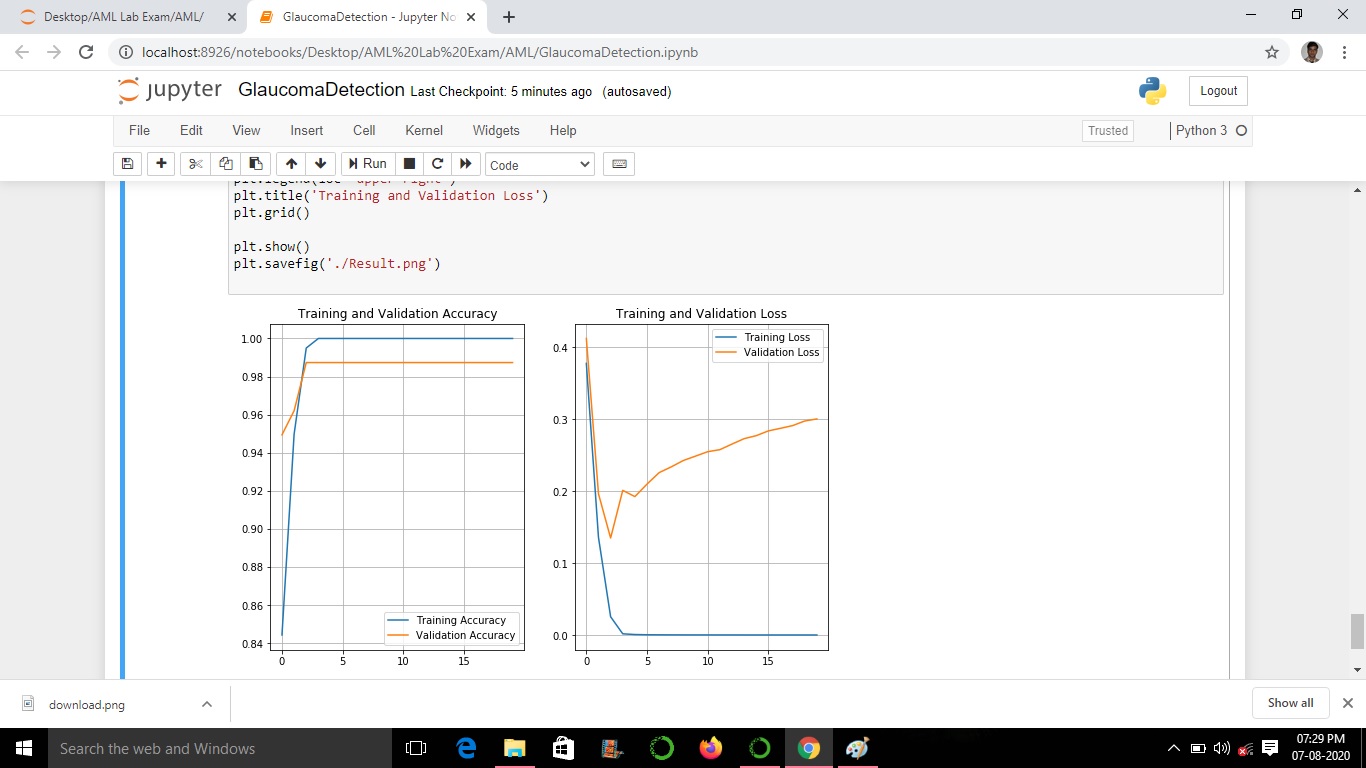 Desktop/AML Lab Exam/AML/
GlaucomaDetection - Jupyter No
localhost:8926/notebooks/Desktop/AML%20Lab%20Exam/AML/GlaucomaDetection.ipynb
jupyter GlaucomaDetection Last Checkpoint: 5 minutes ago (autosaved)
Logout
File Edit View Insert Cell Kernel Widgets Help
Trusted
Python 3
Run
Code
plt.legend(loc='upper right')
plt.title('Training and Validation Loss')
plt.grid()
plt.show()
plt.savefig('./Result.png')
Training and Validation Accuracy
1.00
0.98
0.96
0.94
0.92
0.90
0.88
0.86
0.84
0 5 10 15
Training Accuracy
Validation Accuracy
Training and Validation Loss
0.4
0.3
0.2
0.1
0.0
0 5 10 15
Training Loss
Validation Loss
download.png
Show all
Search the web and Windows
07:29 PM
07-08-2020